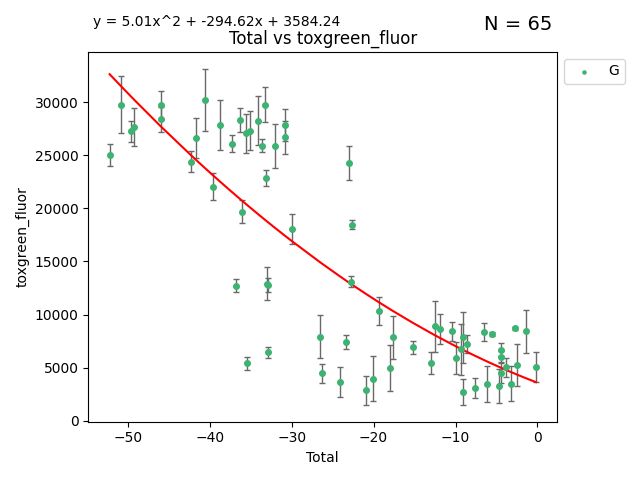 y = 5.01x^2 + -294.62x + 3584.24
N = 65
Total vs toxgreen_fluor
G
30000
25000
20000
15000
10000
5000
0
toxgreen_fluor
−50
−40
−30
−20
−10
0
Total